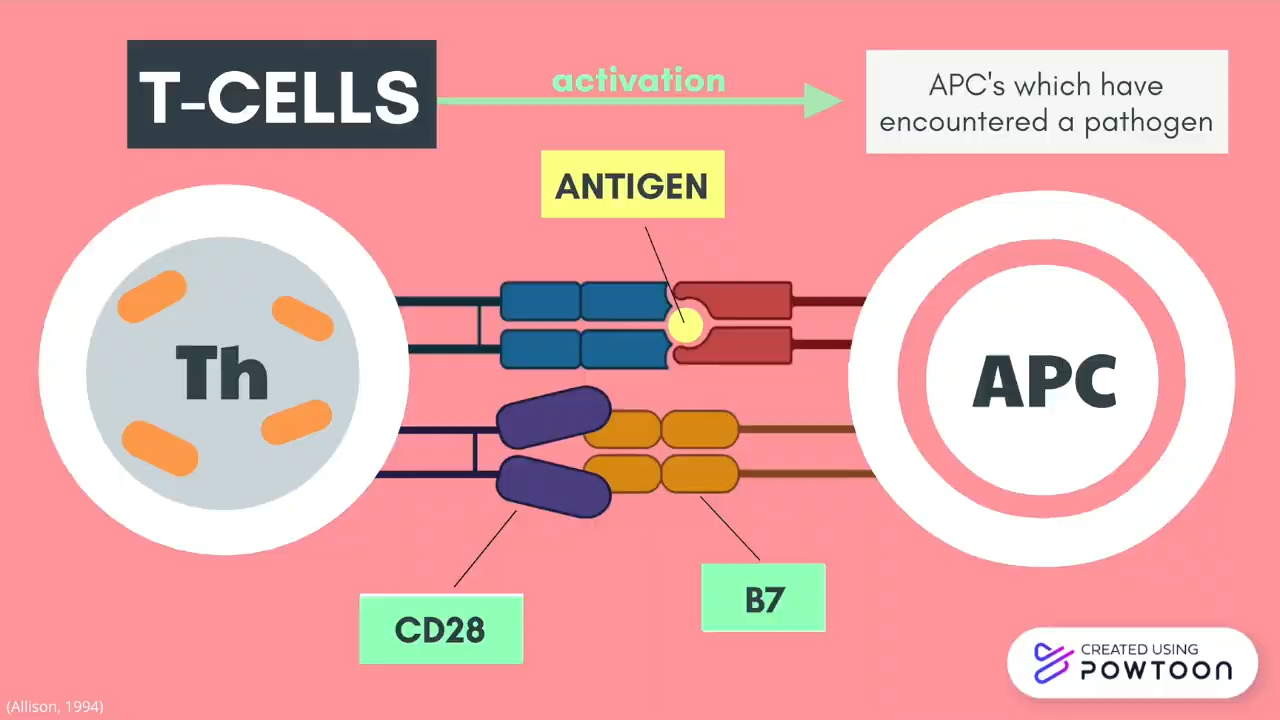 T-CELLS
activation
APC's which have
encountered a pathogen
ANTIGEN
Th
APC
CD28
B7
CREATED USING
POWTOON
(Allison, 1994)